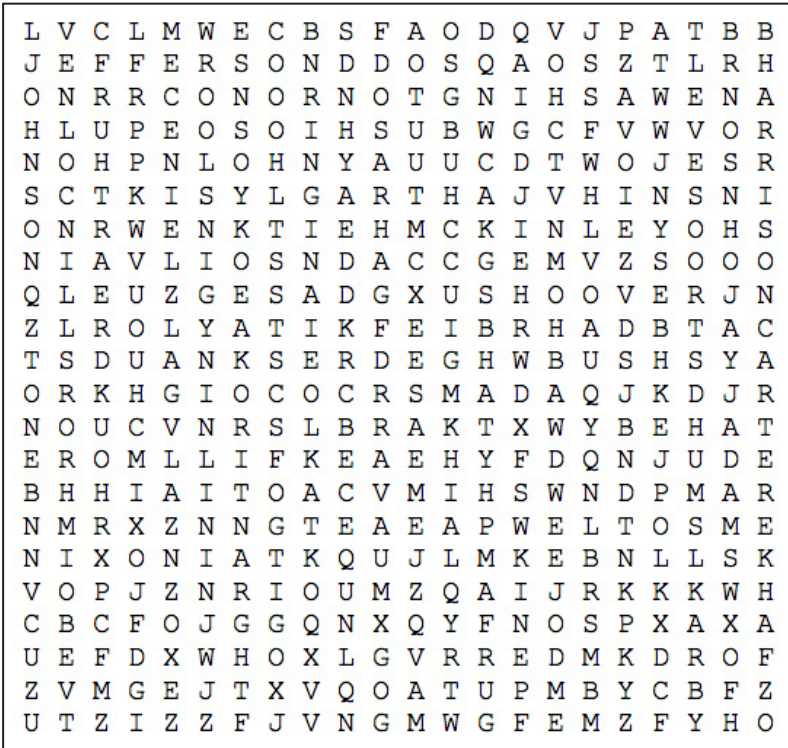 L V C L M W E C B S F A O D Q V J P A T B B
J E F F E R S O N D D O S Q A O S Z T L R H
O N R R C O N O R N O T G N I H S A W E N A
H L U P E O S O I H S U B W G C F V W V O R
N O H P N L O H N Y A U U C D T W O J E S R
S C T K I S Y L G A R T H A J V H I N S N I
O N R W E N K T I E H M C K I N L E Y O H S
N I A V L I O S N D A C C G E M V Z S O O O
Q L E U Z G E S A D G X U S H O O V E R J N
Z L R O L Y A T I K F E I B R H A D B T A C
T S D U A N K S E R D E G H W B U S H S Y A
O R K H G I O C O C R S M A D A Q J K D J R
N O U C V N R S L B R A K T X W Y B E H A T
E R O M L L I F K E A E H Y F D Q N J U D E
B H H I A I T O A C V M I H S W N D P M A R
N M R X Z N N G T E A E A P W E L T O S M E
N I X O N I A T K Q U J L M K E B N L L S K
V O P J Z N R I O U M Z Q A I J R K K K W H
C B C F O J G G Q N X Q Y F N O S P X A X A
U E F D X W H O X L G V R R E D M K D R O F
Z V M G E J T X V Q O A T U P M B Y C B F Z
U T Z I Z Z F J V N G M W G F E M Z F Y H O